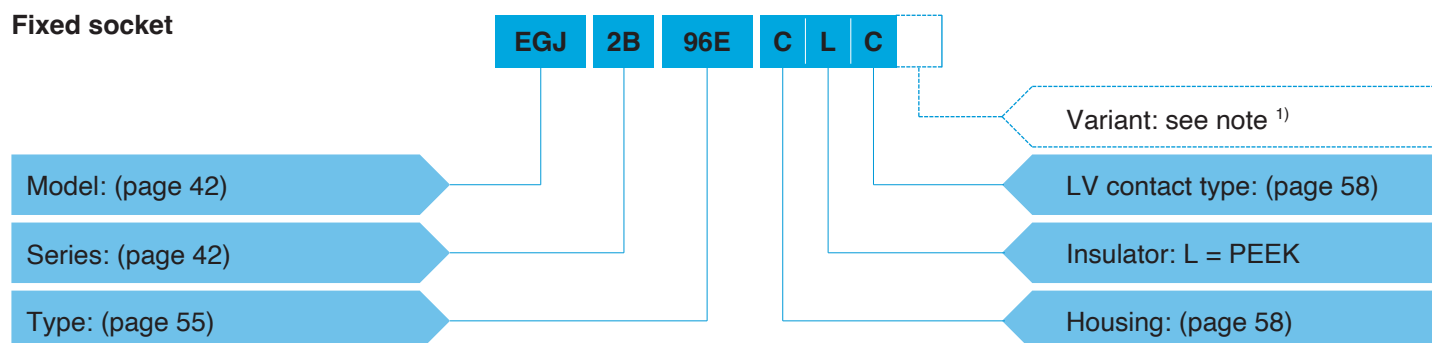 Fixed socket
EGJ 2B 96E C L C
Variant: see note 1)
Model: (page 42)
LV contact type: (page 58)
Series: (page 42)
Insulator: L = PEEK
Type: (page 55)
Housing: (page 58)